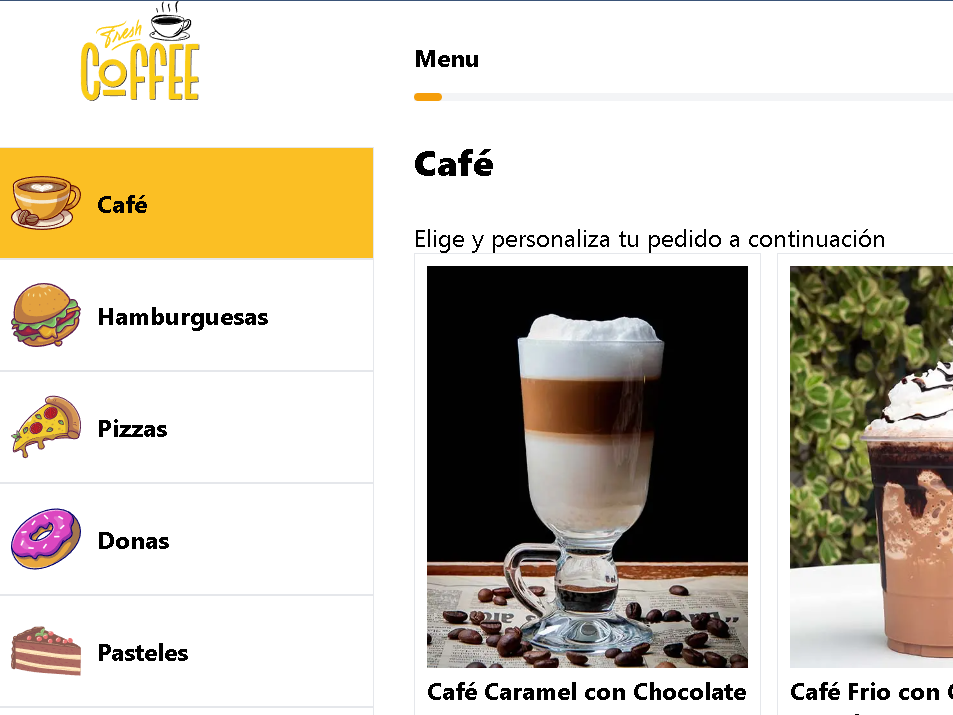 Fresh
COFFEE
Menu
Café
Elige y personaliza tu pedido a continuación
Café
Hamburguesas
Pizzas
Donas
Pasteles
Café Caramel con Chocolate
Café Frio con